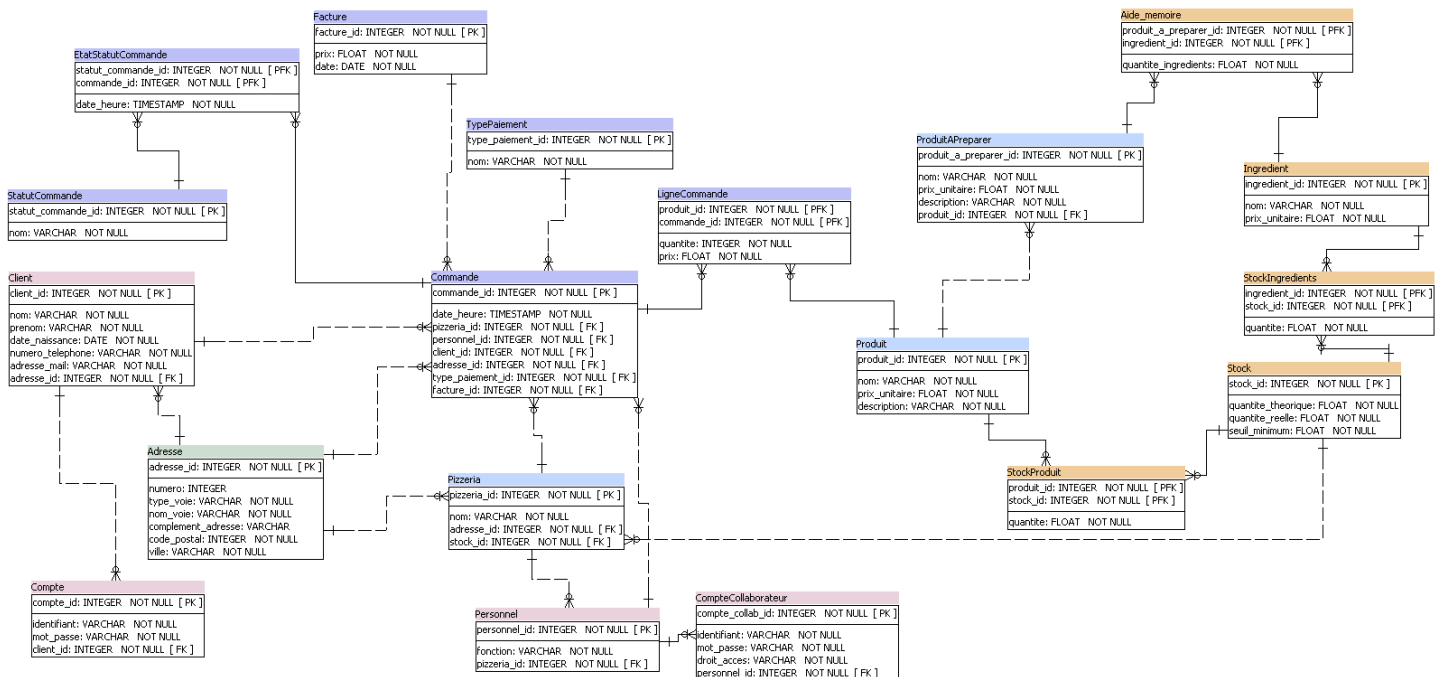 Facture
facture_id: INTEGER NOT NULL [ PK ]
prix: FLOAT NOT NULL
date: DATE NOT NULL
Aide_memoire
produit_a_preparer_id: INTEGER NOT NULL [ PFK ]
ingredient_id: INTEGER NOT NULL [ PFK ]
quantite_ingredients: FLOAT NOT NULL
EtatStatutCommande
statut_commande_id: INTEGER NOT NULL [ PFK ]
commande_id: INTEGER NOT NULL [ PFK ]
date_heure: TIMESTAMP NOT NULL
TypePaiement
type_paiement_id: INTEGER NOT NULL [ PK ]
nom: VARCHAR NOT NULL
ProduitAPreparer
produit_a_preparer_id: INTEGER NOT NULL [ PK ]
nom: VARCHAR NOT NULL
prix_unitaire: FLOAT NOT NULL
description: VARCHAR NOT NULL
produit_id: INTEGER NOT NULL [ FK ]
Ingredient
ingredient_id: INTEGER NOT NULL [ PK ]
nom: VARCHAR NOT NULL
prix_unitaire: FLOAT NOT NULL
StatutCommande
statut_commande_id: INTEGER NOT NULL [ PK ]
nom: VARCHAR NOT NULL
LigneCommande
produit_id: INTEGER NOT NULL [ PFK ]
commande_id: INTEGER NOT NULL [ PFK ]
quantite: INTEGER NOT NULL
prix: FLOAT NOT NULL
Client
client_id: INTEGER NOT NULL [ PK ]
nom: VARCHAR NOT NULL
prenom: VARCHAR NOT NULL
date_naissance: DATE NOT NULL
numero_telephone: VARCHAR NOT NULL
adresse_mail: VARCHAR NOT NULL
adresse_id: INTEGER NOT NULL [ FK ]
Commande
commande_id: INTEGER NOT NULL [ PK ]
date_heure: TIMESTAMP NOT NULL
pizzeria_id: INTEGER NOT NULL [ FK ]
personnel_id: INTEGER NOT NULL [ FK ]
client_id: INTEGER NOT NULL [ FK ]
adresse_id: INTEGER NOT NULL [ FK ]
type_paiement_id: INTEGER NOT NULL [ FK ]
facture_id: INTEGER NOT NULL [ FK ]
StockIngredients
ingredient_id: INTEGER NOT NULL [ PFK ]
stock_id: INTEGER NOT NULL [ PFK ]
quantite: FLOAT NOT NULL
Produit
produit_id: INTEGER NOT NULL [ PK ]
nom: VARCHAR NOT NULL
prix_unitaire: FLOAT NOT NULL
description: VARCHAR NOT NULL
Stock
stock_id: INTEGER NOT NULL [ PK ]
quantite_theorique: FLOAT NOT NULL
quantite_reelle: FLOAT NOT NULL
seuil_minimum: FLOAT NOT NULL
Adresse
adresse_id: INTEGER NOT NULL [ PK ]
numero: INTEGER
type_voie: VARCHAR NOT NULL
nom_voie: VARCHAR NOT NULL
complement_adresse: VARCHAR
code_postal: INTEGER NOT NULL
ville: VARCHAR NOT NULL
Pizzeria
pizzeria_id: INTEGER NOT NULL [ PK ]
nom: VARCHAR NOT NULL
adresse_id: INTEGER NOT NULL [ FK ]
stock_id: INTEGER NOT NULL [ FK ]
StockProduit
produit_id: INTEGER NOT NULL [ PFK ]
stock_id: INTEGER NOT NULL [ PFK ]
quantite: FLOAT NOT NULL
Compte
compte_id: INTEGER NOT NULL [ PK ]
identifiant: VARCHAR NOT NULL
mot_passe: VARCHAR NOT NULL
client_id: INTEGER NOT NULL [ FK ]
Personnel
personnel_id: INTEGER NOT NULL [ PK ]
fonction: VARCHAR NOT NULL
pizzeria_id: INTEGER NOT NULL [ FK ]
CompteCollaborateur
compte_collab_id: INTEGER NOT NULL [ PK ]
identifiant: VARCHAR NOT NULL
mot_passe: VARCHAR NOT NULL
droit_acces: VARCHAR NOT NULL
personnel_id: INTEGER NOT NULL [ FK ]